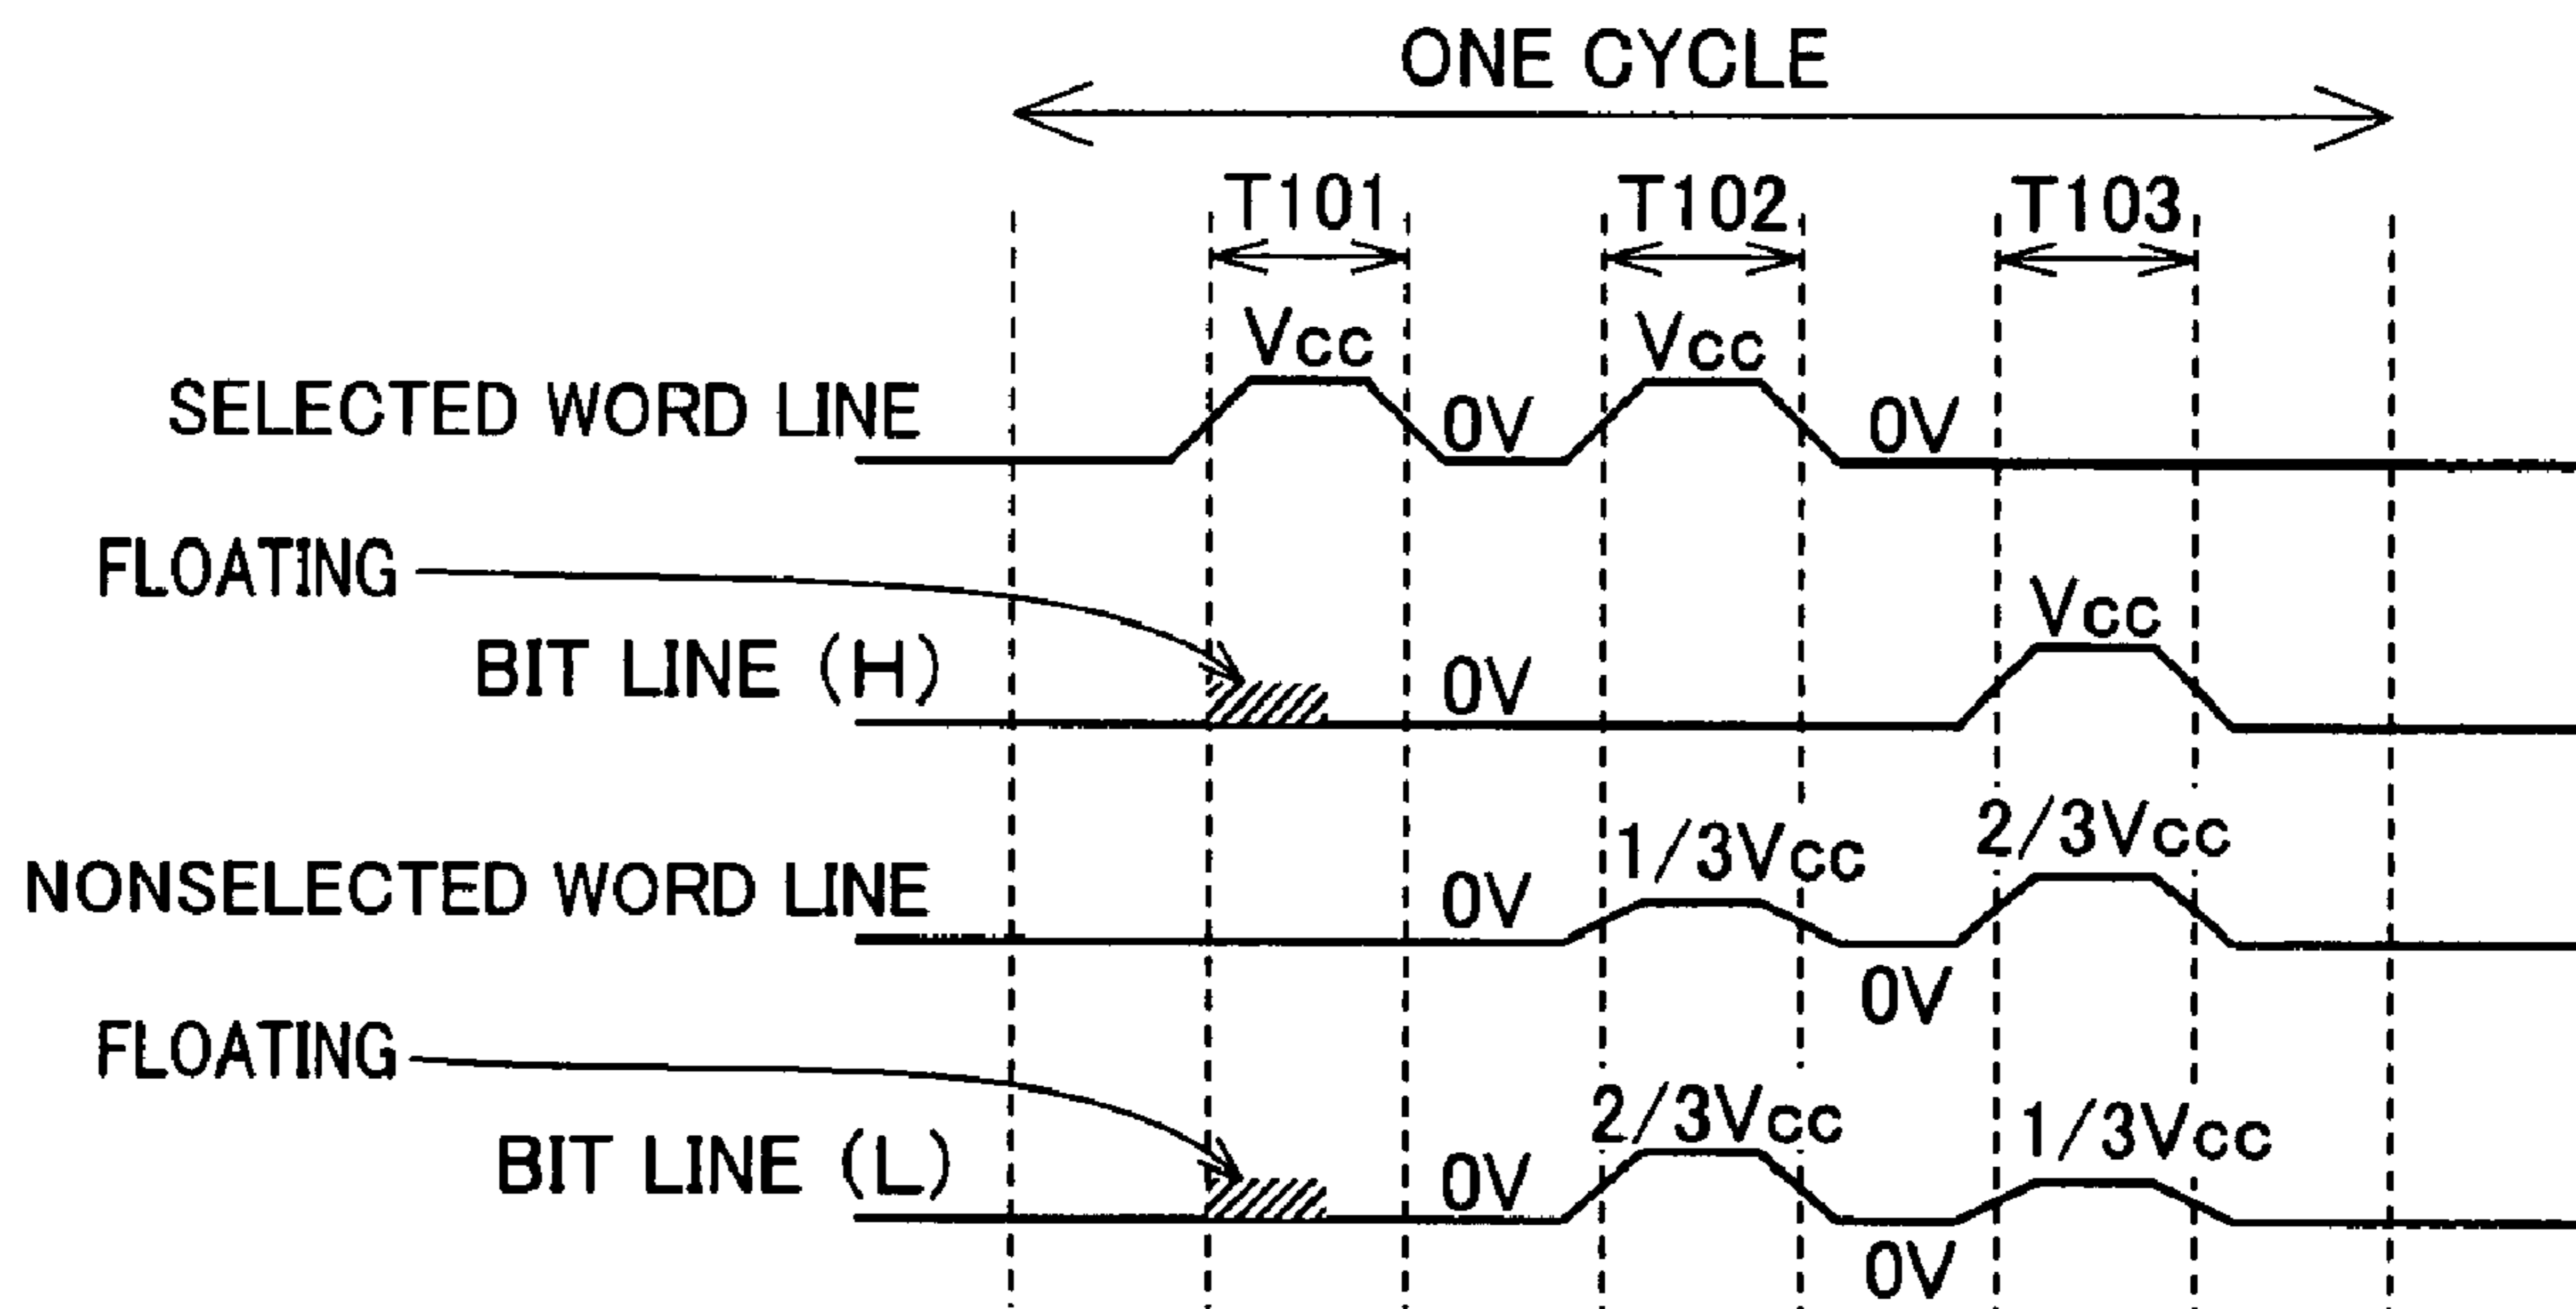 ONE CYCLE
T101 T102 T103
Vcc Vcc
SELECTED WORD LINE 0V 0V
FLOATING
Vcc
BIT LINE (H) 0V
1/3Vcc 2/3Vcc
NONSELECTED WORD LINE 0V
0V
FLOATING
2/3Vcc 1/3Vcc
BIT LINE (L) 0V
0V